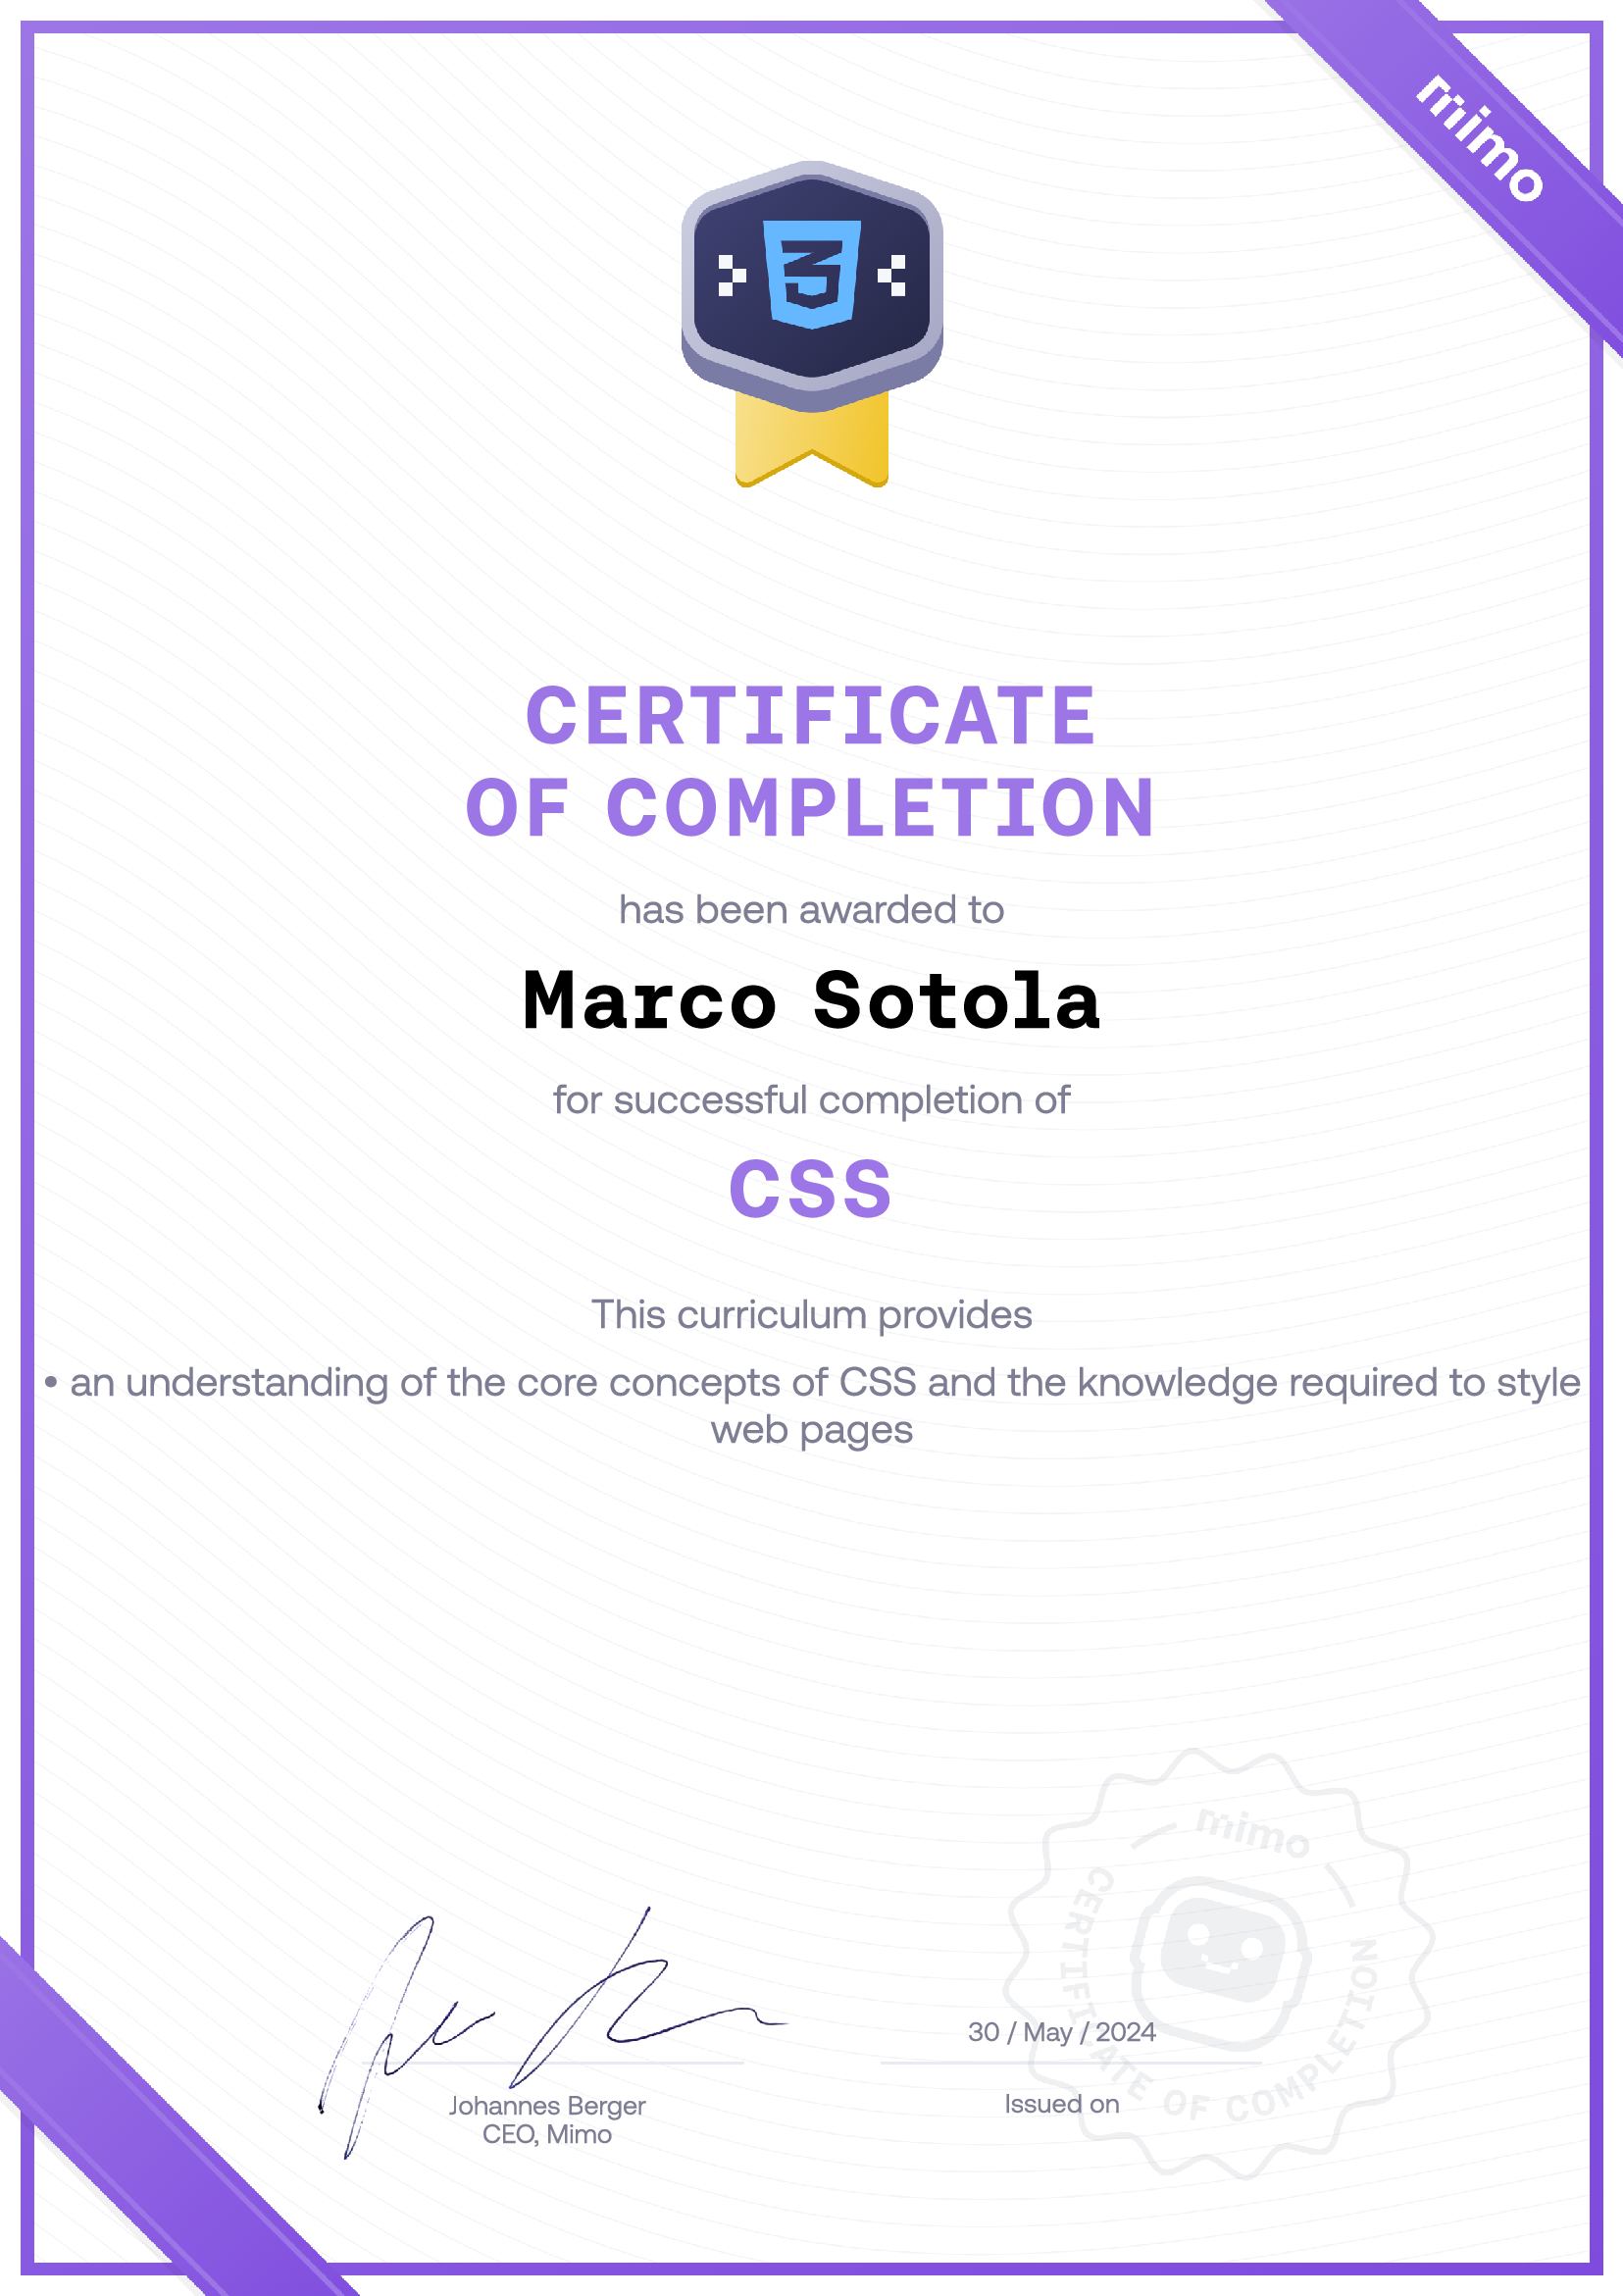 mimo
CERTIFICATE
OF COMPLETION
has been awarded to
Marco Sotola
for successful completion of
CSS
This curriculum provides
• an understanding of the core concepts of CSS and the knowledge required to style
web pages
mimo
CERTIFICATE OF COMPLETION
30 / May / 2024
Issued on
Johannes Berger
CEO, Mimo